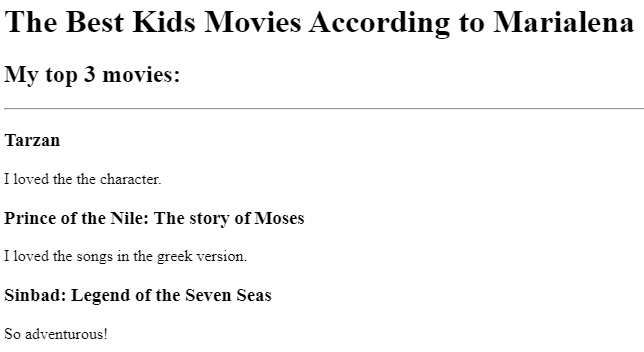 The Best Kids Movies According to Marialena
My top 3 movies:
Tarzan
I loved the the character.
Prince of the Nile: The story of Moses
I loved the songs in the greek version.
Sinbad: Legend of the Seven Seas
So adventurous!